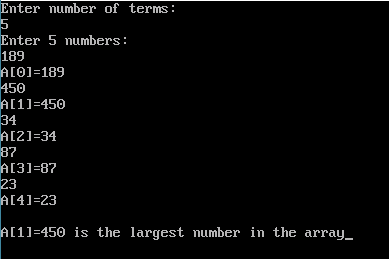 Enter number of terms:
5
Enter 5 numbers:
189
A[0]=189
450
A[1]=450
34
A[2]=34
87
A[3]=87
23
A[4]=23
A[1]=450 is the largest number in the array_